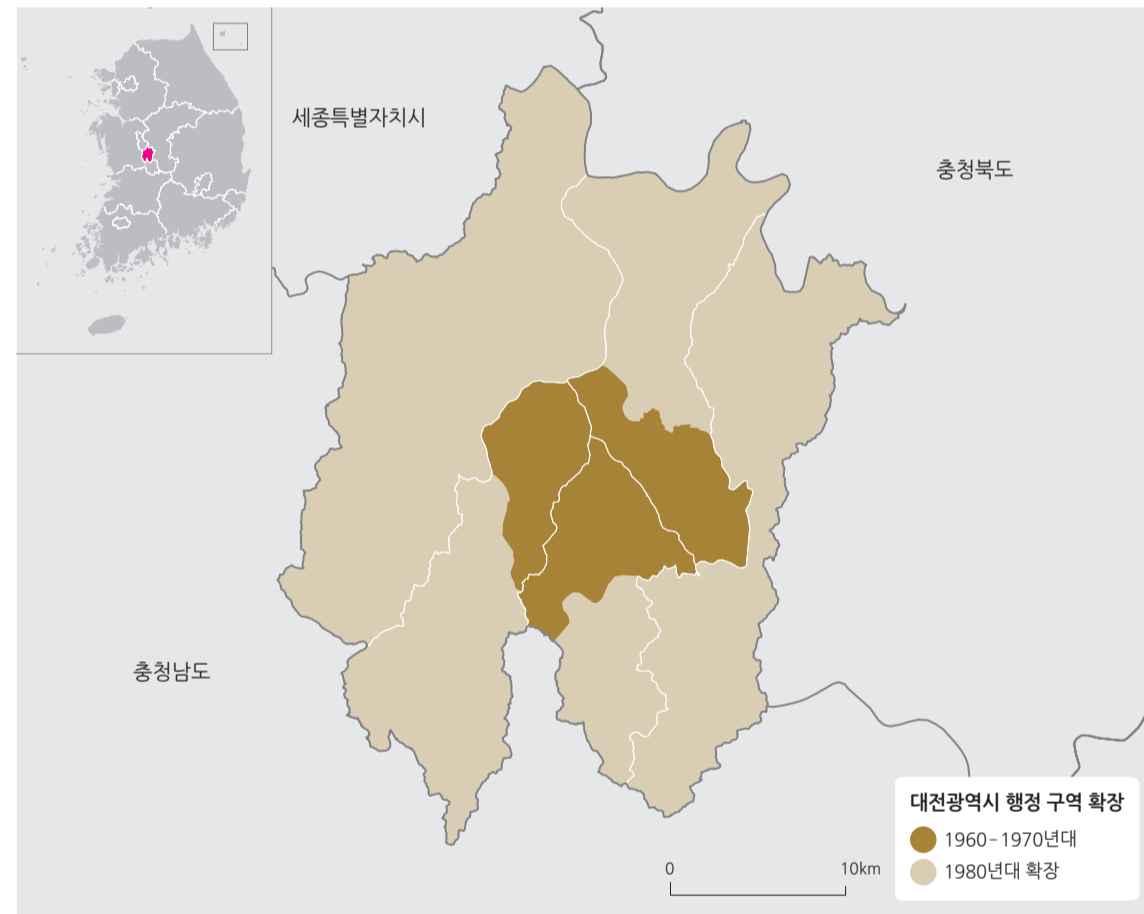 세종특별자치시
충청북도
충청남도
대전광역시 행정 구역 확장
1960-1970년대
1980년대 확장
0 10km